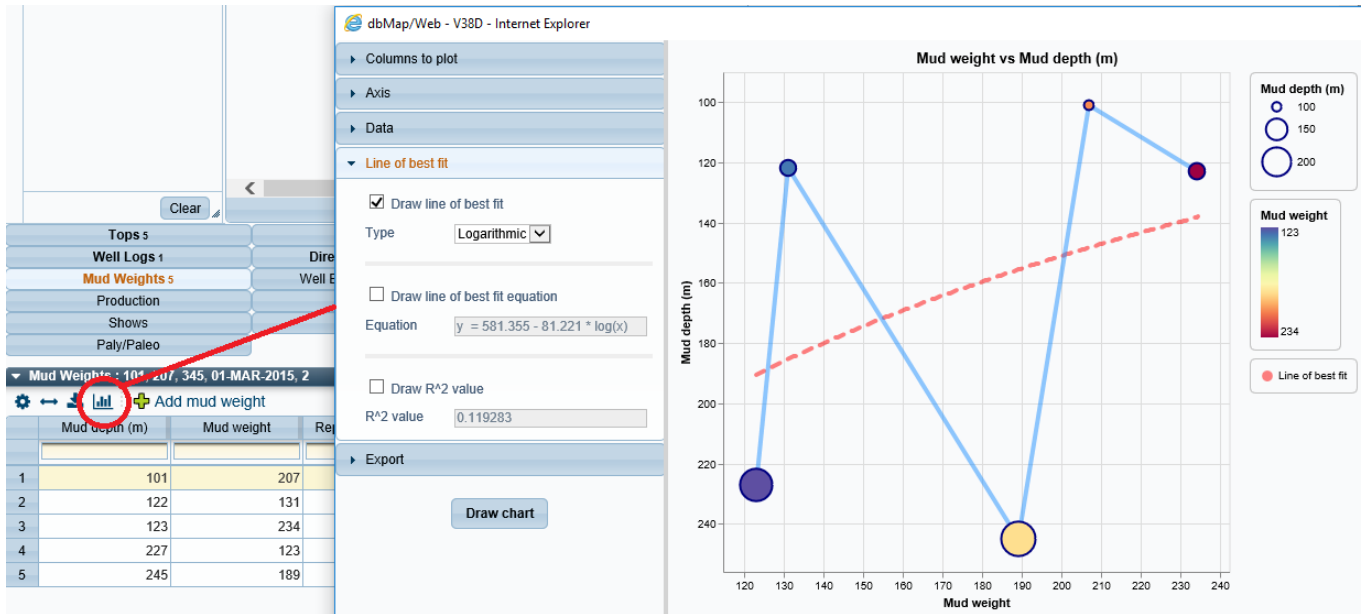 dbMap/Web - V38D - Internet Explorer
Clear
Tops 5
Well Logs 1
Dire
Mud Weights 5
Well E
Production
Shows
Paly/Paleo
Mud Weights : 101, 207, 345, 01-MAR-2015, 2
Add mud weight
Mud depth (m) Mud weight Rep
1 101 207
2 122 131
3 123 234
4 227 123
5 245 189
Columns to plot
Axis
Data
Line of best fit
Draw line of best fit
Type Logarithmic
Draw line of best fit equation
Equation y = 581.355 - 81.221 * log(x)
Draw R^2 value
R^2 value 0.119283
Export
Draw chart
Mud weight vs Mud depth (m)
Mud depth (m)
100
120
140
160
180
200
220
240
120 130 140 150 160 170 180 190 200 210 220 230 240
Mud weight
Mud depth (m)
100
150
200
Mud weight
123
234
Line of best fit